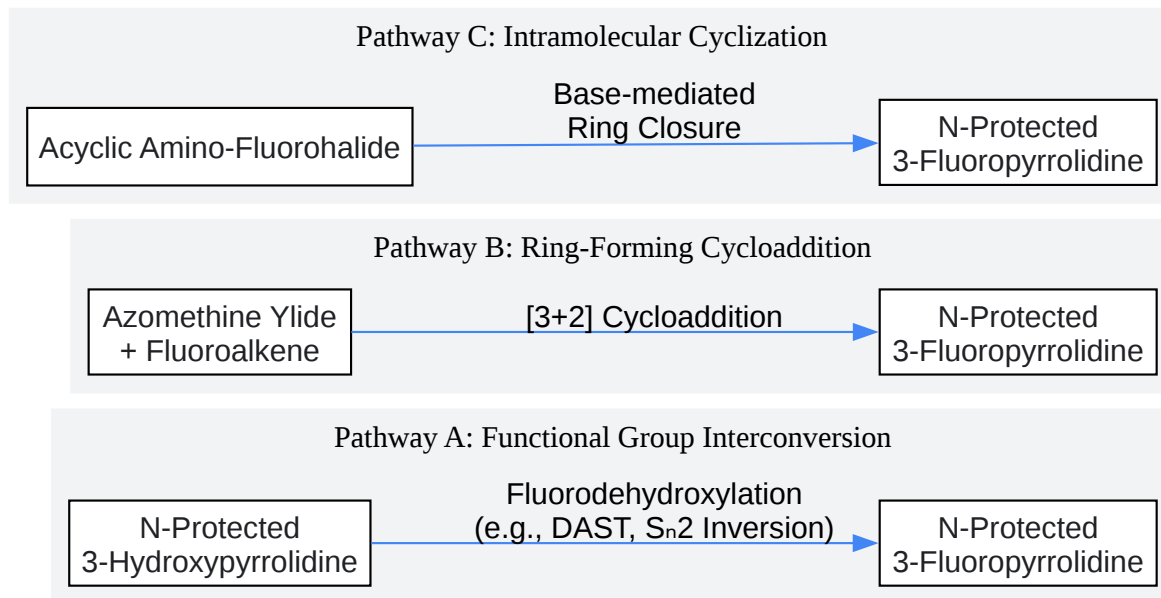 Pathway C: Intramolecular Cyclization
Acyclic Amino-Fluorohalide
Base-mediated
Ring Closure
N-Protected
3-Fluoropyrrolidine
Pathway B: Ring-Forming Cycloaddition
Azomethine Ylide
+ Fluoroalkene
[3+2] Cycloaddition
N-Protected
3-Fluoropyrrolidine
Pathway A: Functional Group Interconversion
N-Protected
3-Hydroxypyrrolidine
Fluorodehydroxylation
(e.g., DAST, Sₙ2 Inversion)
N-Protected
3-Fluoropyrrolidine